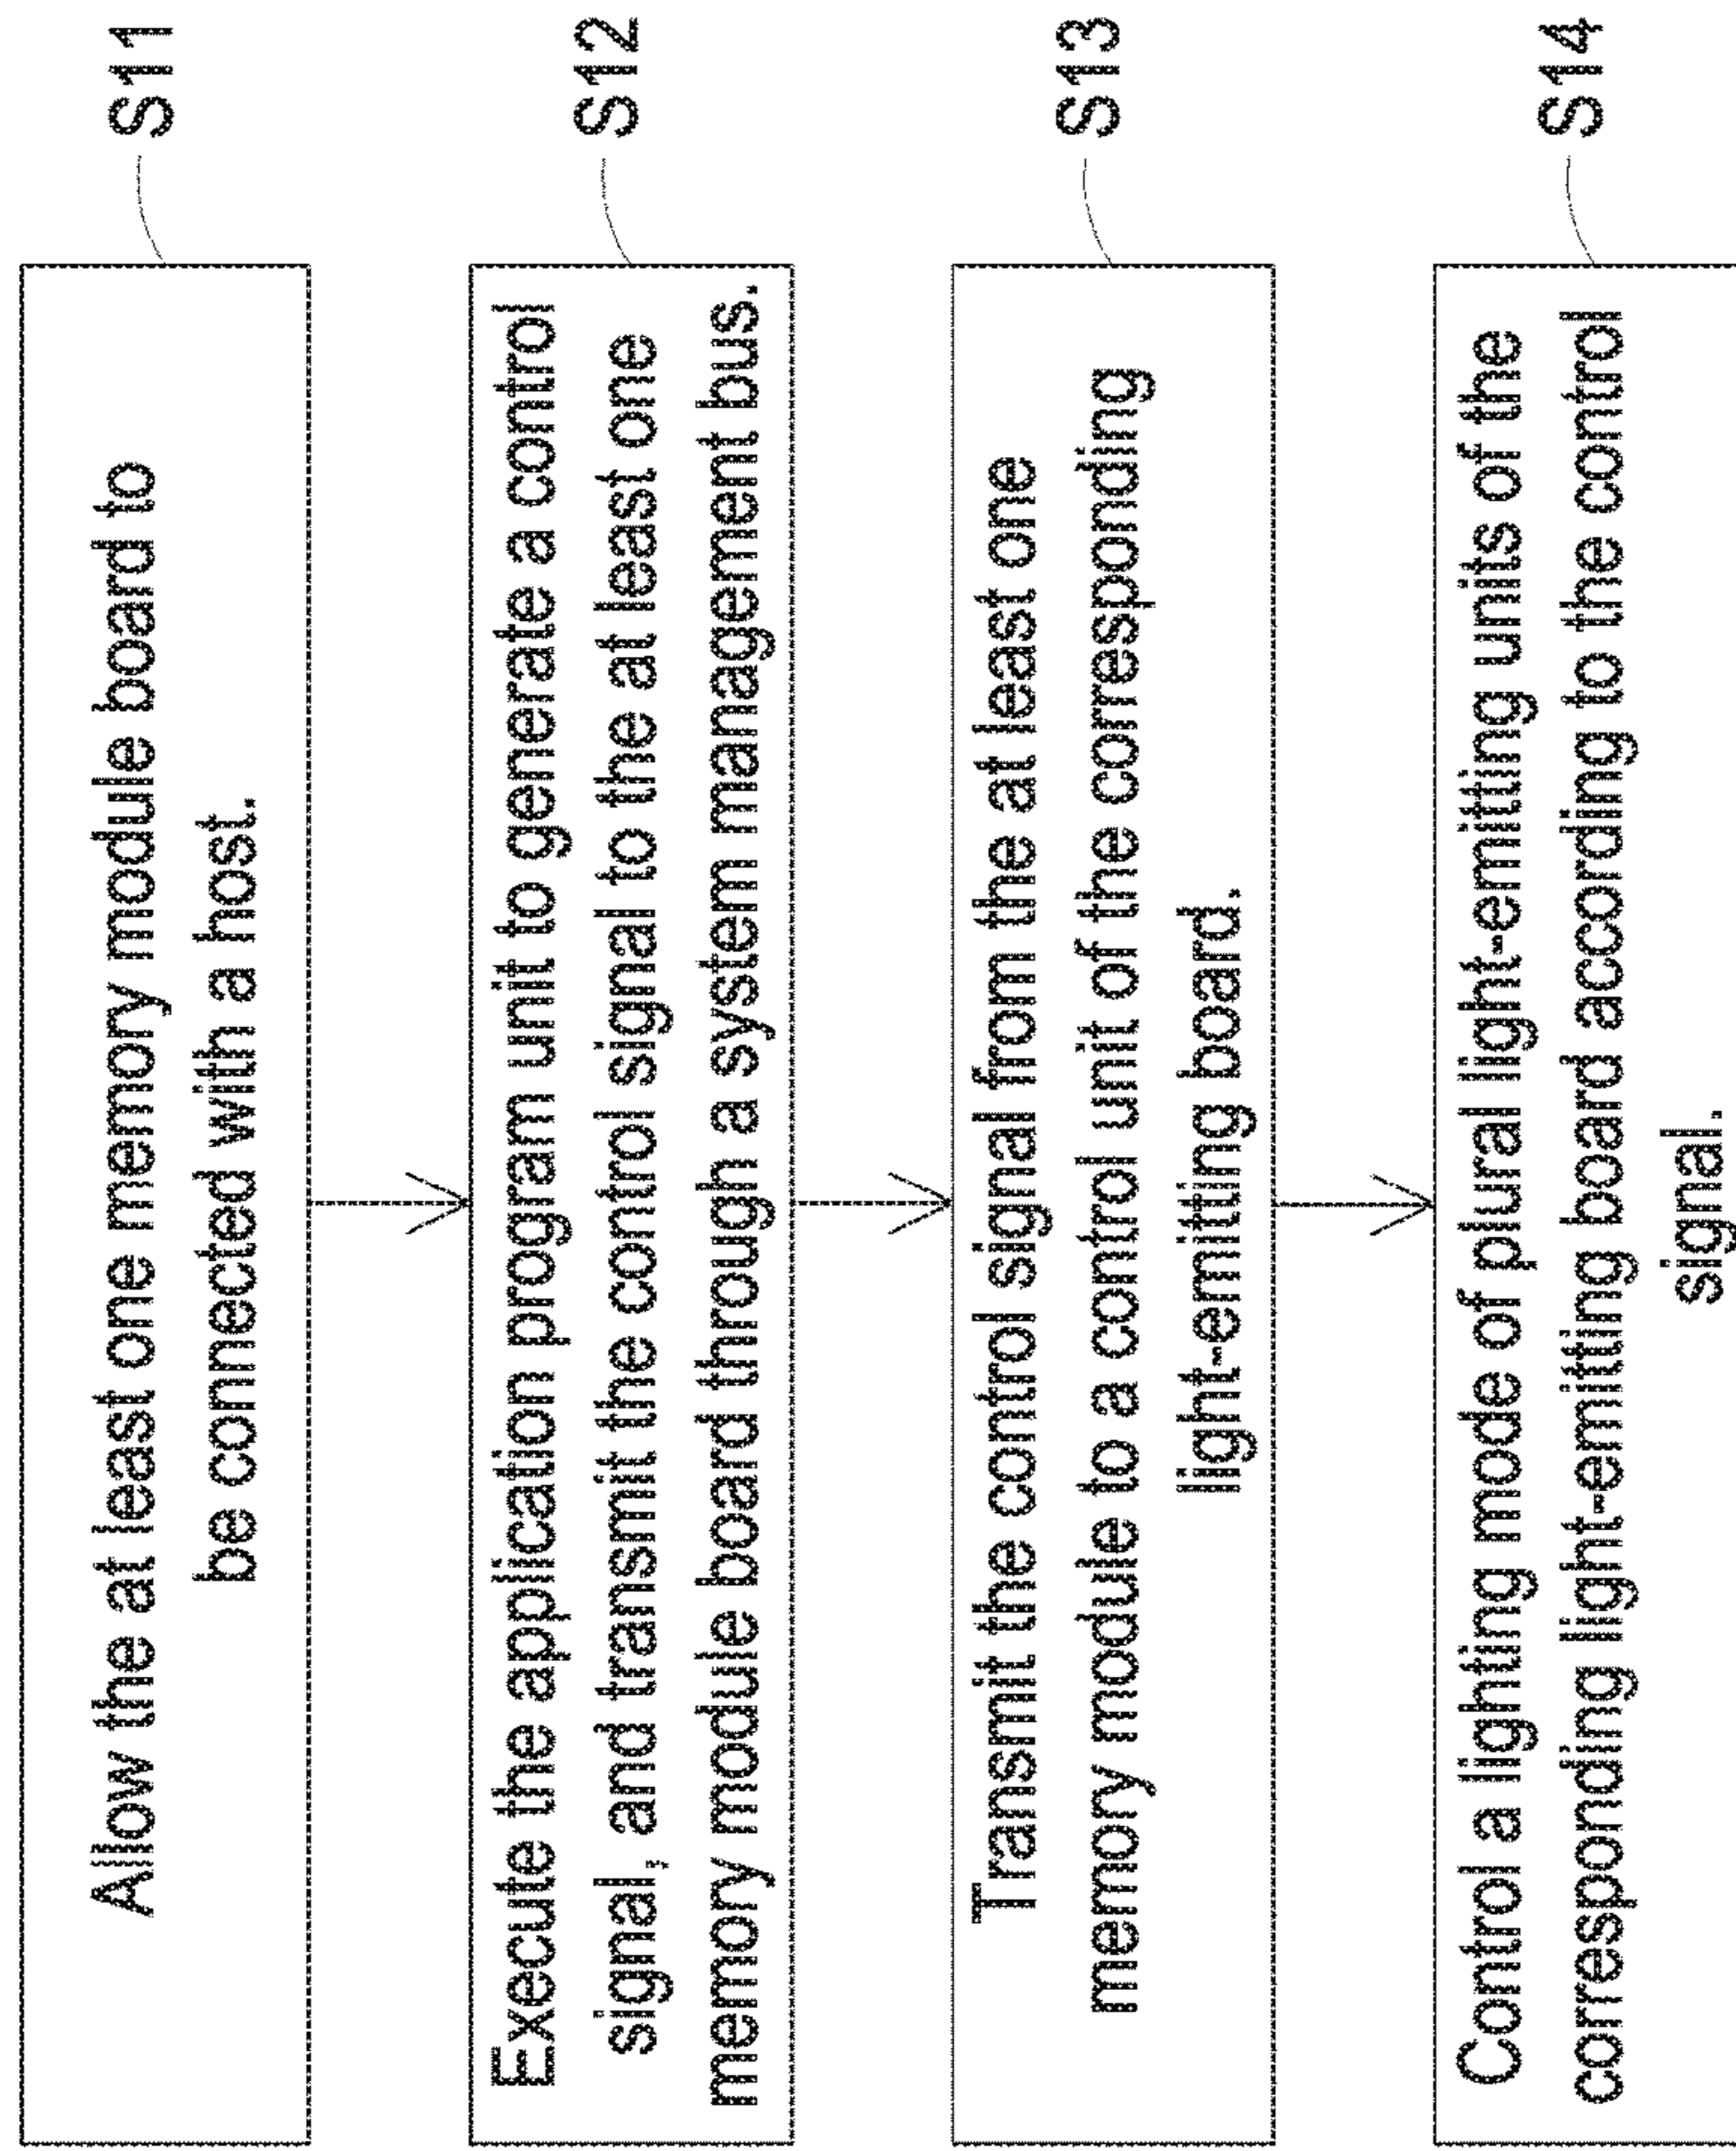 Allow the at least one memory module board to
be connected with a host.
S11
Execute the application program unit to generate a control
signal, and transmit the control signal to the at least one
memory module board through a system management bus.
S12
Transmit the control signal from the at least one
memory module to a control unit of the corresponding
light-emitting board.
S13
Control a lighting mode of plural light-emitting units of the
corresponding light-emitting board according to the control
signal.
S14